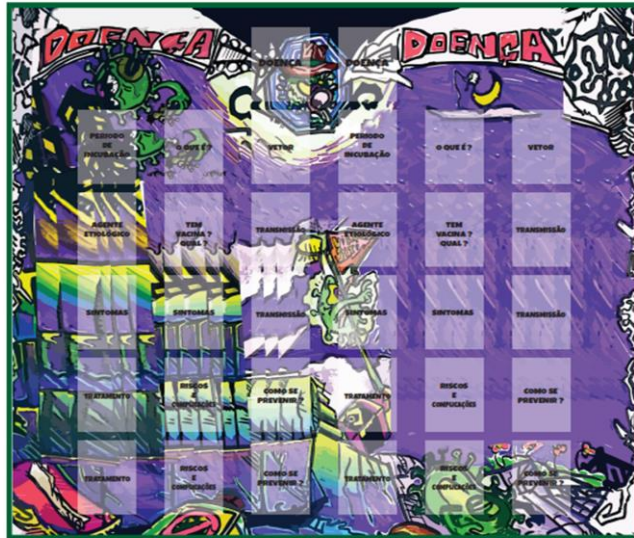 DOENÇA
DOENÇA
DOENÇA
DOENÇA
PERIODO
DE
INCUBAÇÃO
O QUE É ?
VETOR
PERIODO
DE
INCUBAÇÃO
O QUE É ?
VETOR
AGENTE
ETIOLÓGICO
TEM
VACINA ?
QUAL ?
TRANSMISSÃO
AGENTE
ETIOLÓGICO
TEM
VACINA ?
QUAL ?
TRANSMISSÃO
SINTOMAS
SINTOMAS
TRANSMISSÃO
SINTOMAS
SINTOMAS
TRANSMISSÃO
TRATAMENTO
RISCOS
E
COMPLICAÇÕES
COMO SE
PREVENIR ?
TRATAMENTO
RISCOS
E
COMPLICAÇÕES
COMO SE
PREVENIR ?
TRATAMENTO
RISCOS
E
COMPLICAÇÕES
COMO SE
PREVENIR ?
TRATAMENTO
RISCOS
E
COMPLICAÇÕES
COMO SE
PREVENIR ?